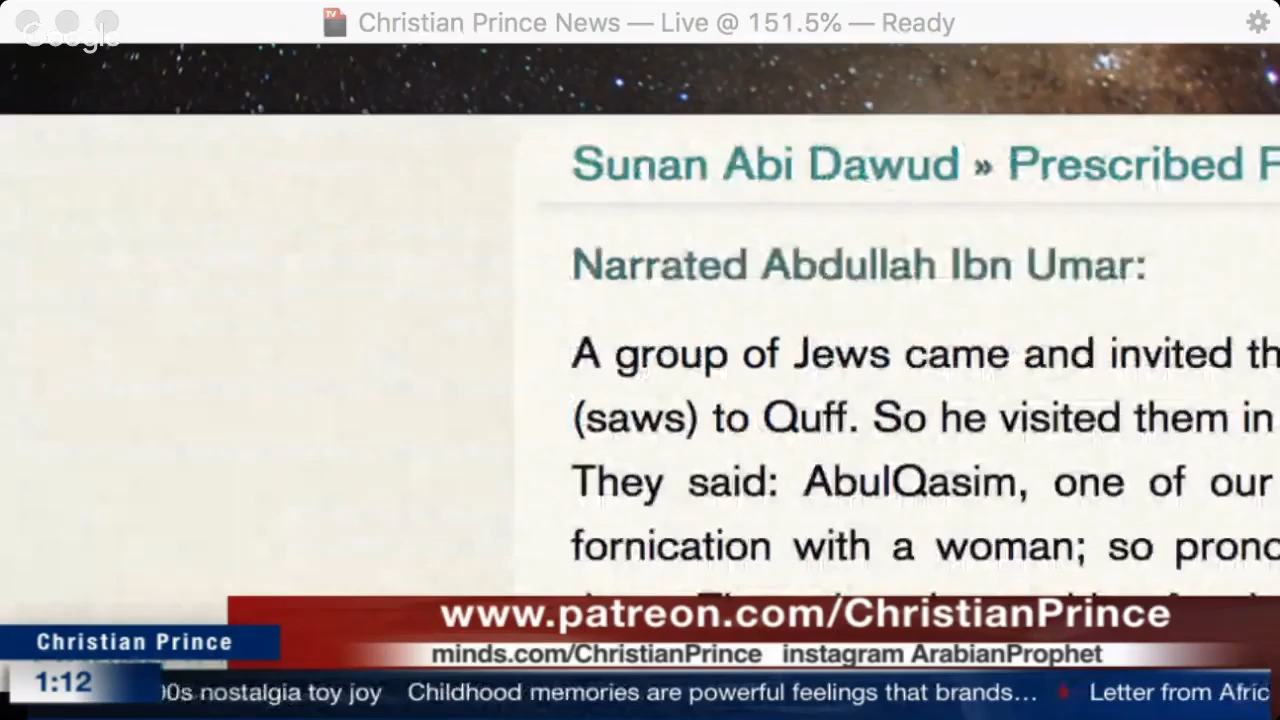 Christian Prince News — Live @ 151.5% — Ready
Google
Sunan Abi Dawud » Prescribed
Narrated Abdullah Ibn Umar:
A group of Jews came and invited th
(saws) to Quff. So he visited them in
They said: AbulQasim, one of our
fornication with a woman; so prono
www.patreon.com/ChristianPrince
Christian Prince
minds.com/ChristianPrince instagram ArabianProphet
1:12
00s nostalgia toy joy Childhood memories are powerful feelings that brands... Letter from Afric